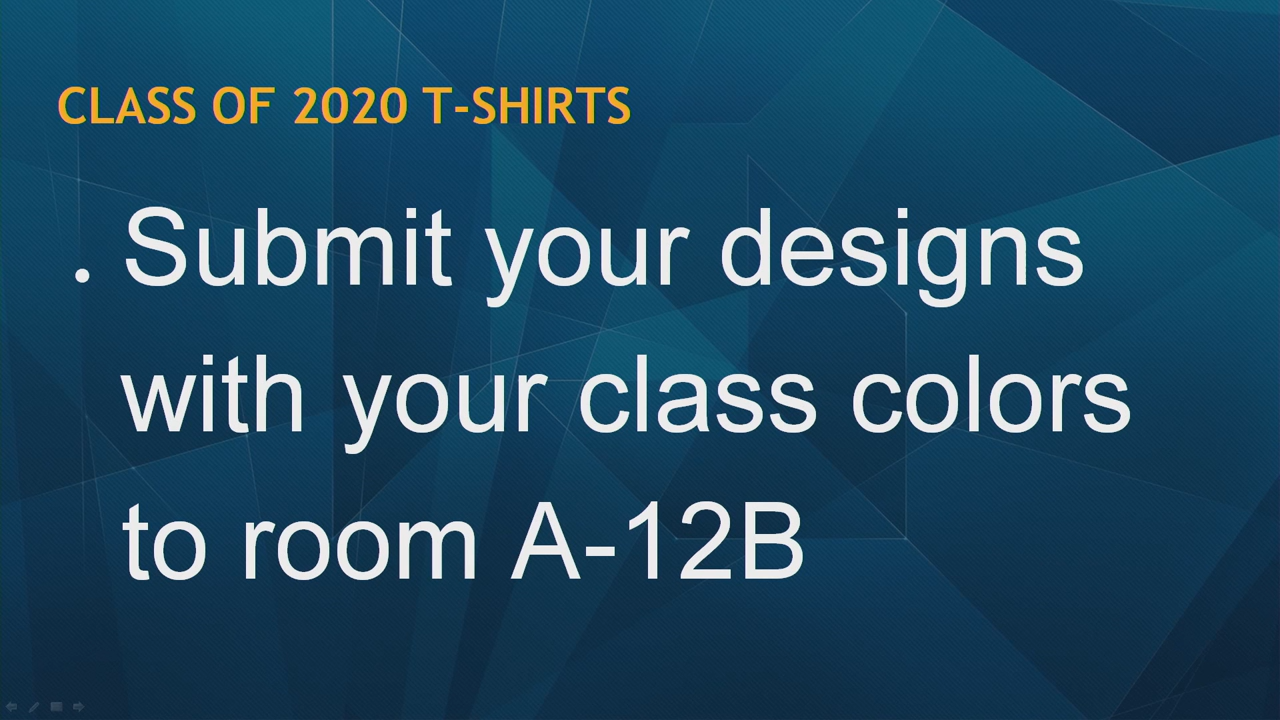 CLASS OF 2020 T-SHIRTS
. Submit your designs
with your class colors
to room A-12B